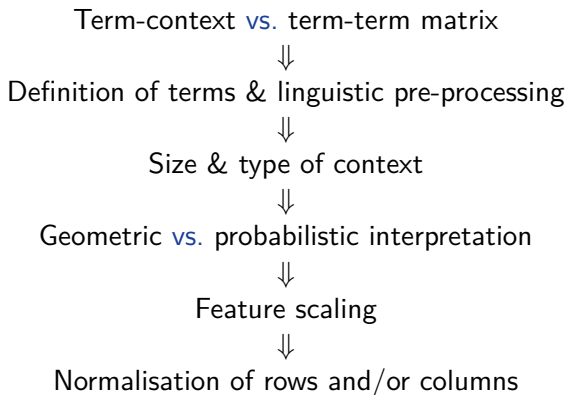 Term-context vs. term-term matrix
⇓
Definition of terms & linguistic pre-processing
⇓
Size & type of context
⇓
Geometric vs. probabilistic interpretation
⇓
Feature scaling
⇓
Normalisation of rows and/or columns